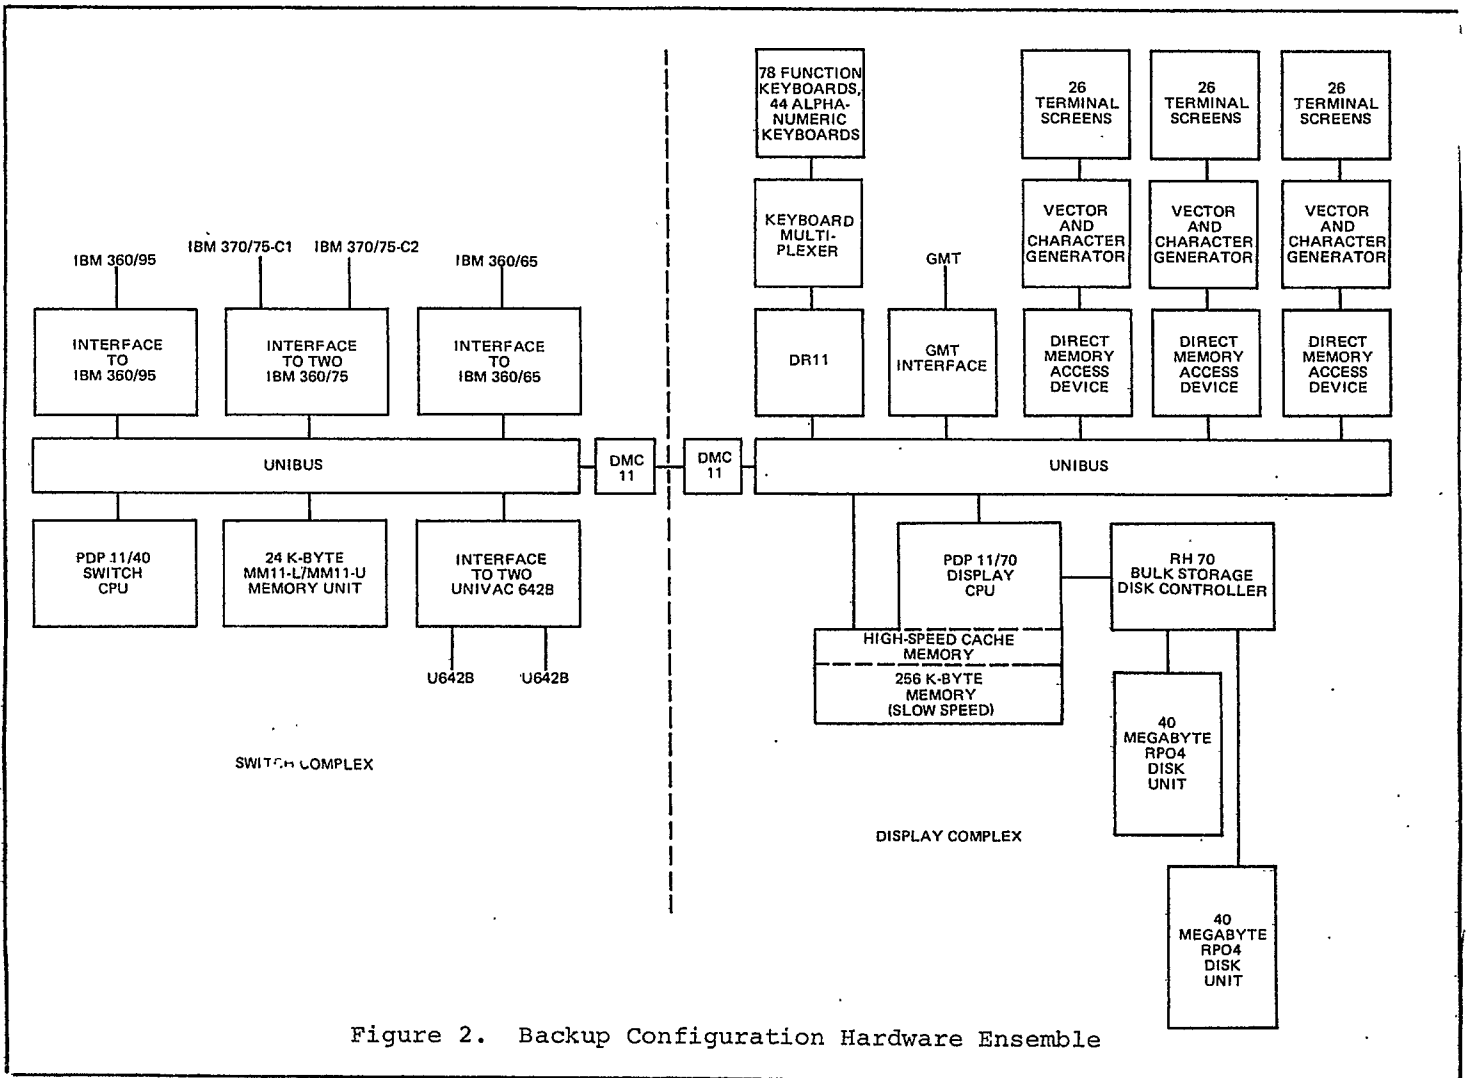 78 FUNCTION
KEYBOARDS,
44 ALPHA-
NUMERIC
KEYBOARDS
26
TERMINAL
SCREENS
26
TERMINAL
SCREENS
26
TERMINAL
SCREENS
KEYBOARD
MULTI-
PLEXER
VECTOR
AND
CHARACTER
GENERATOR
VECTOR
AND
CHARACTER
GENERATOR
VECTOR
AND
CHARACTER
GENERATOR
IBM 360/95
IBM 370/75-C1
IBM 370/75-C2
IBM 360/65
GMT
INTERFACE
TO
IBM 360/95
INTERFACE
TO TWO
IBM 360/75
INTERFACE
TO
IBM 360/65
DR11
GMT
INTERFACE
DIRECT
MEMORY
ACCESS
DEVICE
DIRECT
MEMORY
ACCESS
DEVICE
DIRECT
MEMORY
ACCESS
DEVICE
UNIBUS
DMC
11
DMC
11
UNIBUS
PDP 11/40
SWITCH
CPU
24 K-BYTE
MM11-L/MM11-U
MEMORY UNIT
INTERFACE
TO TWO
UNIVAC 642B
PDP 11/70
DISPLAY
CPU
RH 70
BULK STORAGE
DISK CONTROLLER
HIGH-SPEED CACHE
MEMORY
256 K-BYTE
MEMORY
(SLOW SPEED)
U642B
U642B
40
MEGABYTE
RP04
DISK
UNIT
SWITCH COMPLEX
DISPLAY COMPLEX
40
MEGABYTE
RP04
DISK
UNIT
Figure 2. Backup Configuration Hardware Ensemble